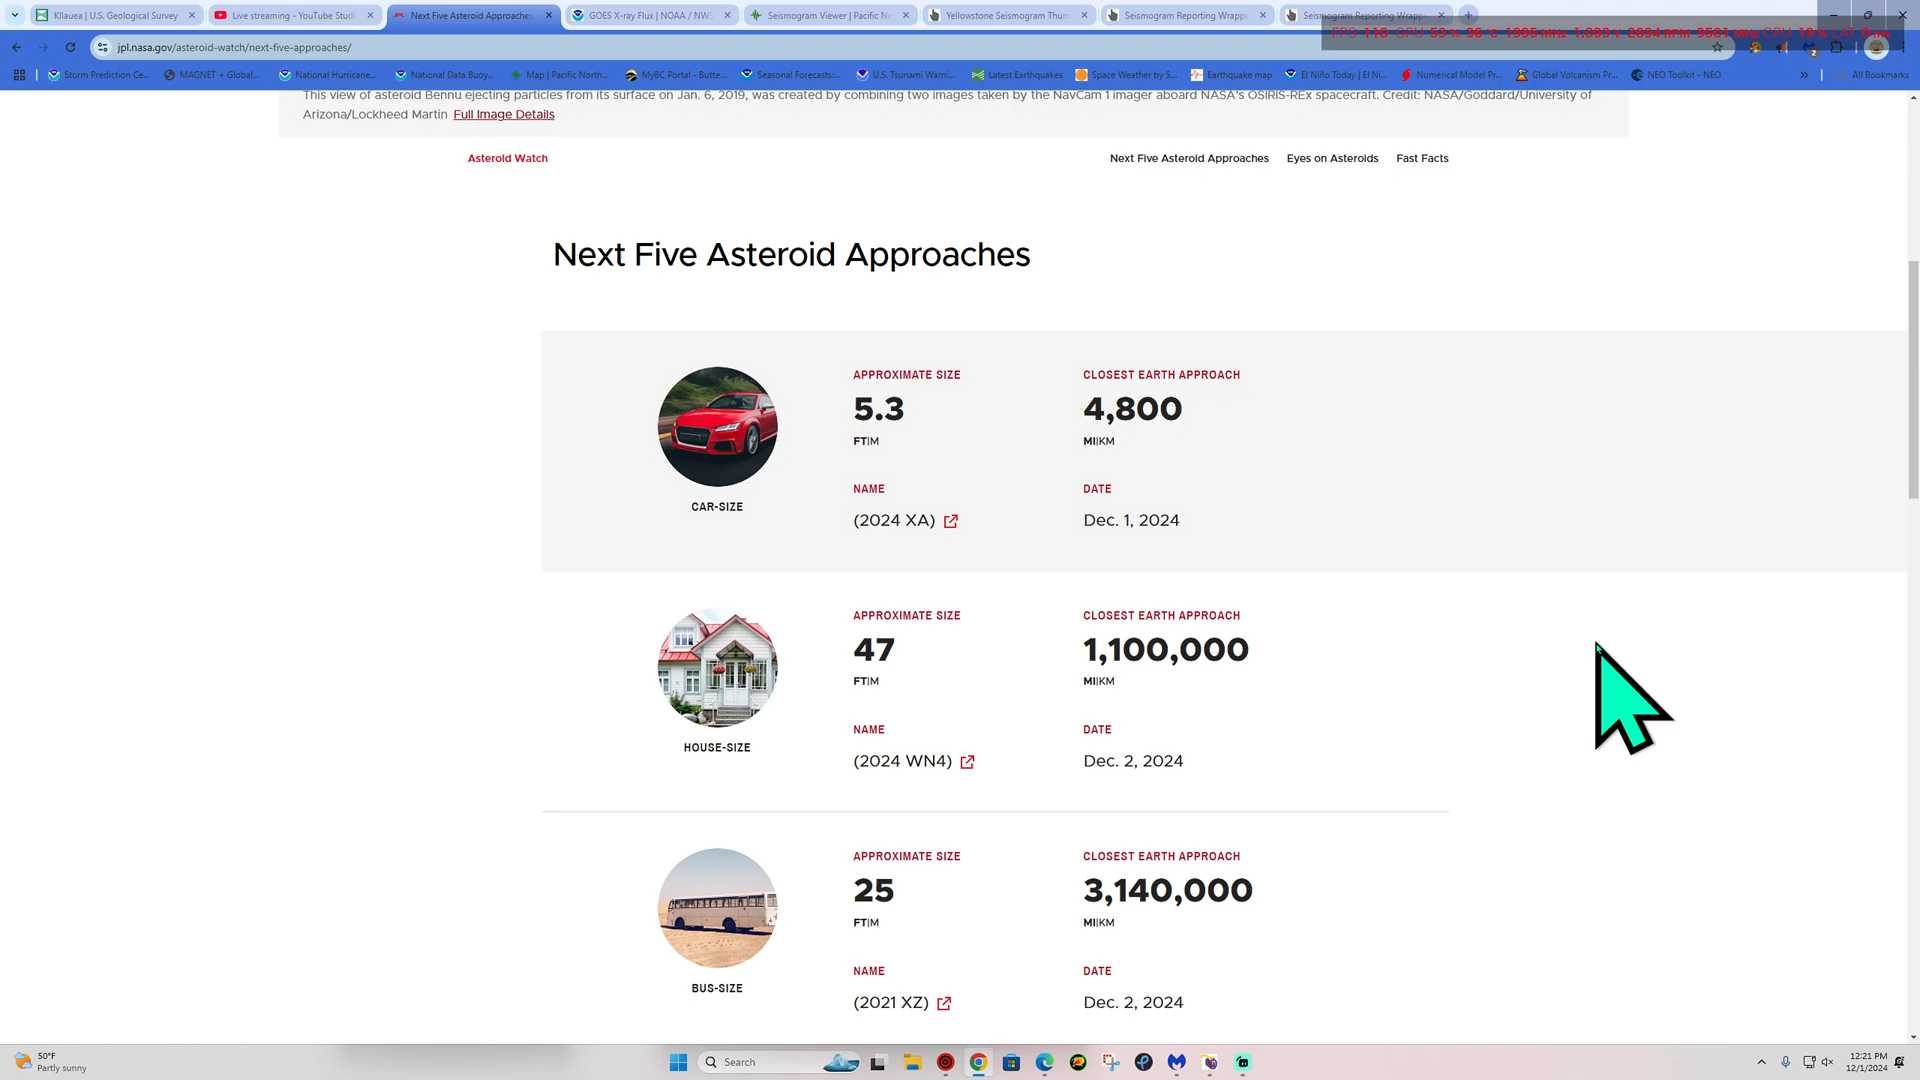 KIlauea | U.S. Geological Survey
Live streaming - YouTube Studi
Next Five Asteroid Approaches
GOES X-ray Flux | NOAA / NWS
Seismogram Viewer | Pacific No
Yellowstone Seismogram Thum
Seismogram Reporting Wrappe
Seismogram Reporting Wrappe
jpl.nasa.gov/asteroid-watch/next-five-approaches/
Storm Prediction Ce...
MAGNET + Global...
National Hurricane...
National Data Buoy...
Map | Pacific North...
MyBC Portal - Butte...
Seasonal Forecasts:...
U.S. Tsunami Warni...
Latest Earthquakes
Space Weather by S...
Earthquake map
El Niño Today | El Ni...
Numerical Model Pr...
Global Volcanism Pr...
NEO Toolkit - NEO
All Bookmarks
This view of asteroid Bennu ejecting particles from its surface on Jan. 6, 2019, was created by combining two images taken by the NavCam 1 imager aboard NASA's OSIRIS-REx spacecraft. Credit: NASA/Goddard/University of
Arizona/Lockheed Martin Full Image Details
Asteroid Watch
Next Five Asteroid Approaches Eyes on Asteroids Fast Facts
Next Five Asteroid Approaches
APPROXIMATE SIZE CLOSEST EARTH APPROACH
5.3 4,800
FT|M MI|KM
NAME DATE
CAR-SIZE
(2024 XA) Dec. 1, 2024
APPROXIMATE SIZE CLOSEST EARTH APPROACH
47 1,100,000
FT|M MI|KM
NAME DATE
HOUSE-SIZE
(2024 WN4) Dec. 2, 2024
APPROXIMATE SIZE CLOSEST EARTH APPROACH
25 3,140,000
FT|M MI|KM
NAME DATE
BUS-SIZE
(2021 XZ) Dec. 2, 2024
50°F
Partly sunny
Search
12:21 PM
12/1/2024